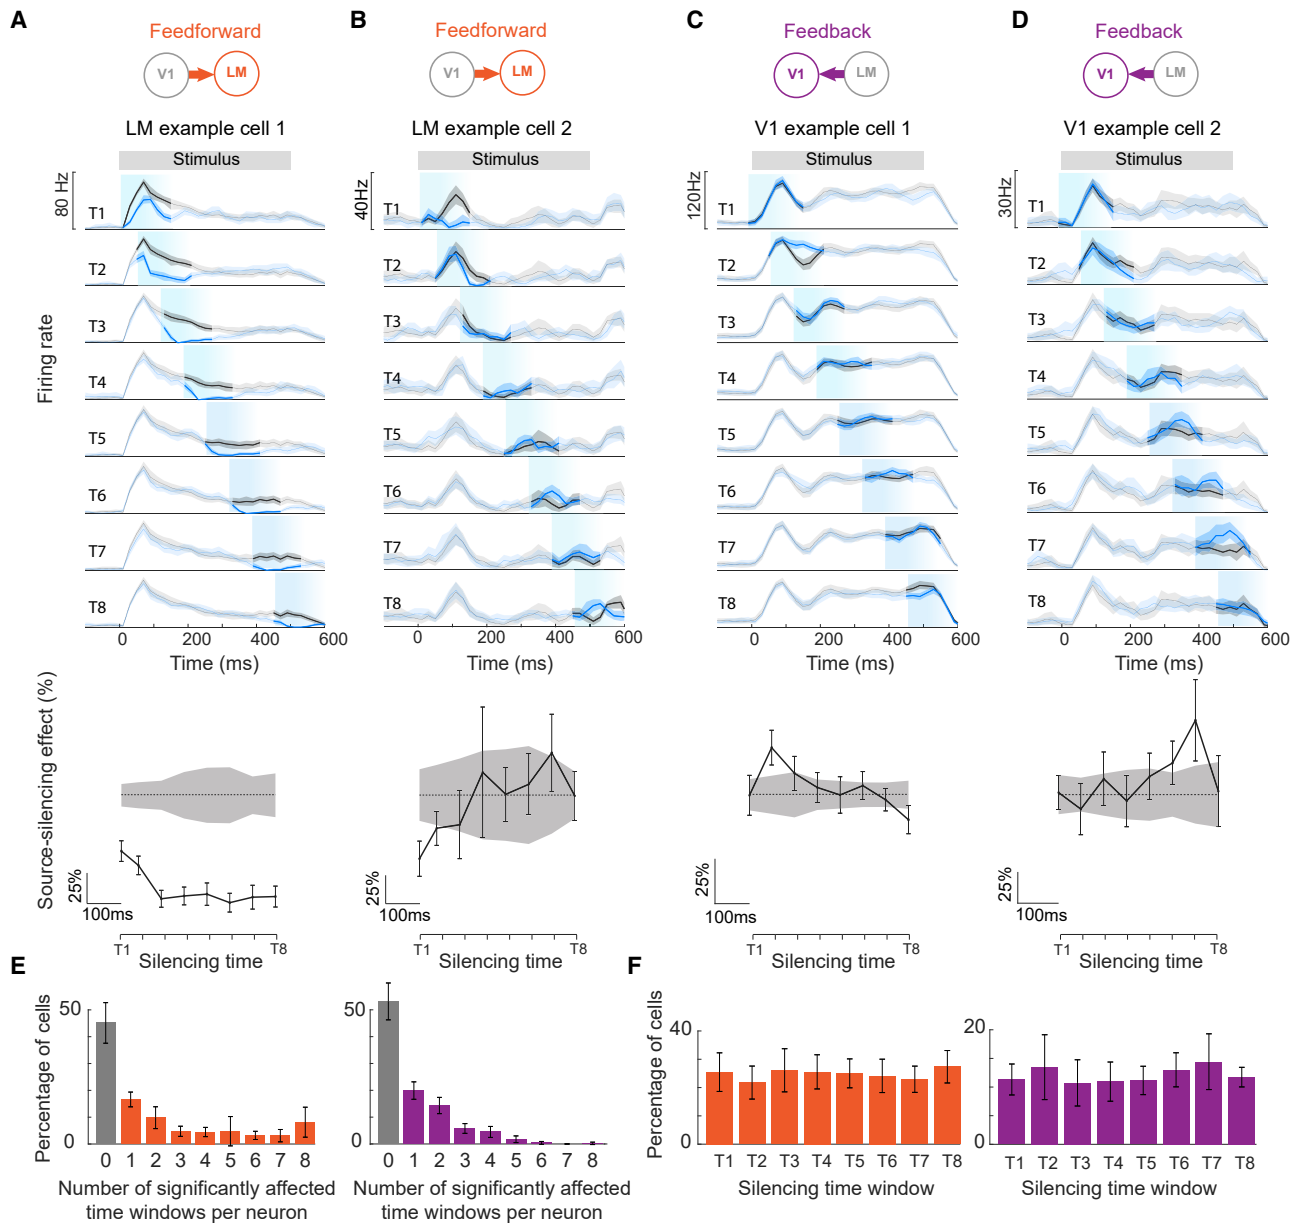 A
Feedforward
V1
LM
LM example cell 1
Stimulus
80 Hz
T1
T2
T3
T4
T5
T6
T7
T8
Firing rate
0
200
400
600
Time (ms)
B
Feedforward
V1
LM
LM example cell 2
Stimulus
40Hz
T1
T2
T3
T4
T5
T6
T7
T8
0
200
400
600
Time (ms)
C
Feedback
V1
LM
V1 example cell 1
Stimulus
120Hz
T1
T2
T3
T4
T5
T6
T7
T8
0
200
400
600
Time (ms)
D
Feedback
V1
LM
V1 example cell 2
Stimulus
30Hz
T1
T2
T3
T4
T5
T6
T7
T8
0
200
400
600
Time (ms)
Source-silencing effect (%)
25%
100ms
T1
T8
Silencing time
25%
100ms
T1
T8
Silencing time
25%
100ms
T1
T8
Silencing time
25%
100ms
T1
T8
Silencing time
E
Percentage of cells
50
0
0 1 2 3 4 5 6 7 8
Number of significantly affected
time windows per neuron
50
0
0 1 2 3 4 5 6 7 8
Number of significantly affected
time windows per neuron
F
Percentage of cells
40
0
T1 T2 T3 T4 T5 T6 T7 T8
Silencing time window
20
0
T1 T2 T3 T4 T5 T6 T7 T8
Silencing time window